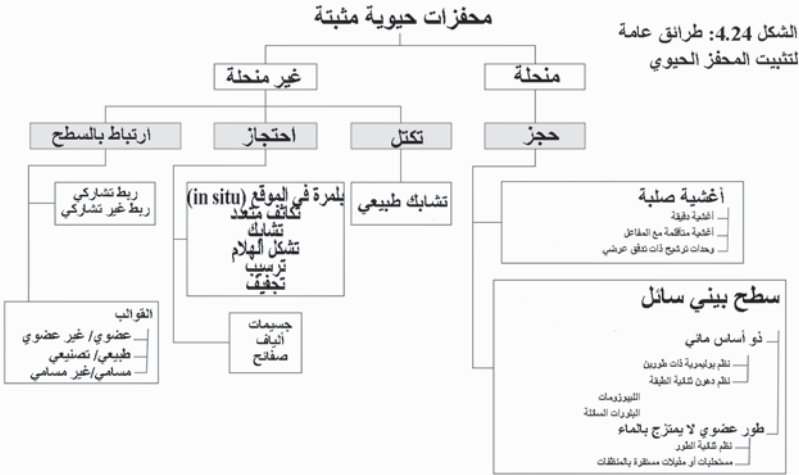 الشكل 4.24: طرائق عامة
لتثبيت المحفز الحيوي
محفزات حيوية مثبتة
منحلة
غير منحلة
حجز
تكتل
احتجاز
ارتباط بالسطح
أغشية صلبة
أغشية دقيقة
أغشية متأقلمة مع المفاعل
وحدات ترشيح ذات تدفق عرضي
سطح بيني سائل
ذو أساس مائي
نظم بوليمرية ذات طورين
نظم دهون ثنائية الطبقة
الليبوزومات
البلورات السائلة
طور عضوي لا يمتزج بالماء
نظم ثنائية الطور
مستحلبات أو مذيلات مستقرة بالمنظفات
تشابك طبيعي
بلمرة في الموقع (in situ)
تكاثف متعدد
تشابك
تشكل الهلام
ترسيب
تجفيف
جسيمات
ألياف
صفائح
ربط تشاركي
ربط غير تشاركي
القوالب
عضوي/ غير عضوي
طبيعي/ تصنيعي
مسامي/غير مسامي